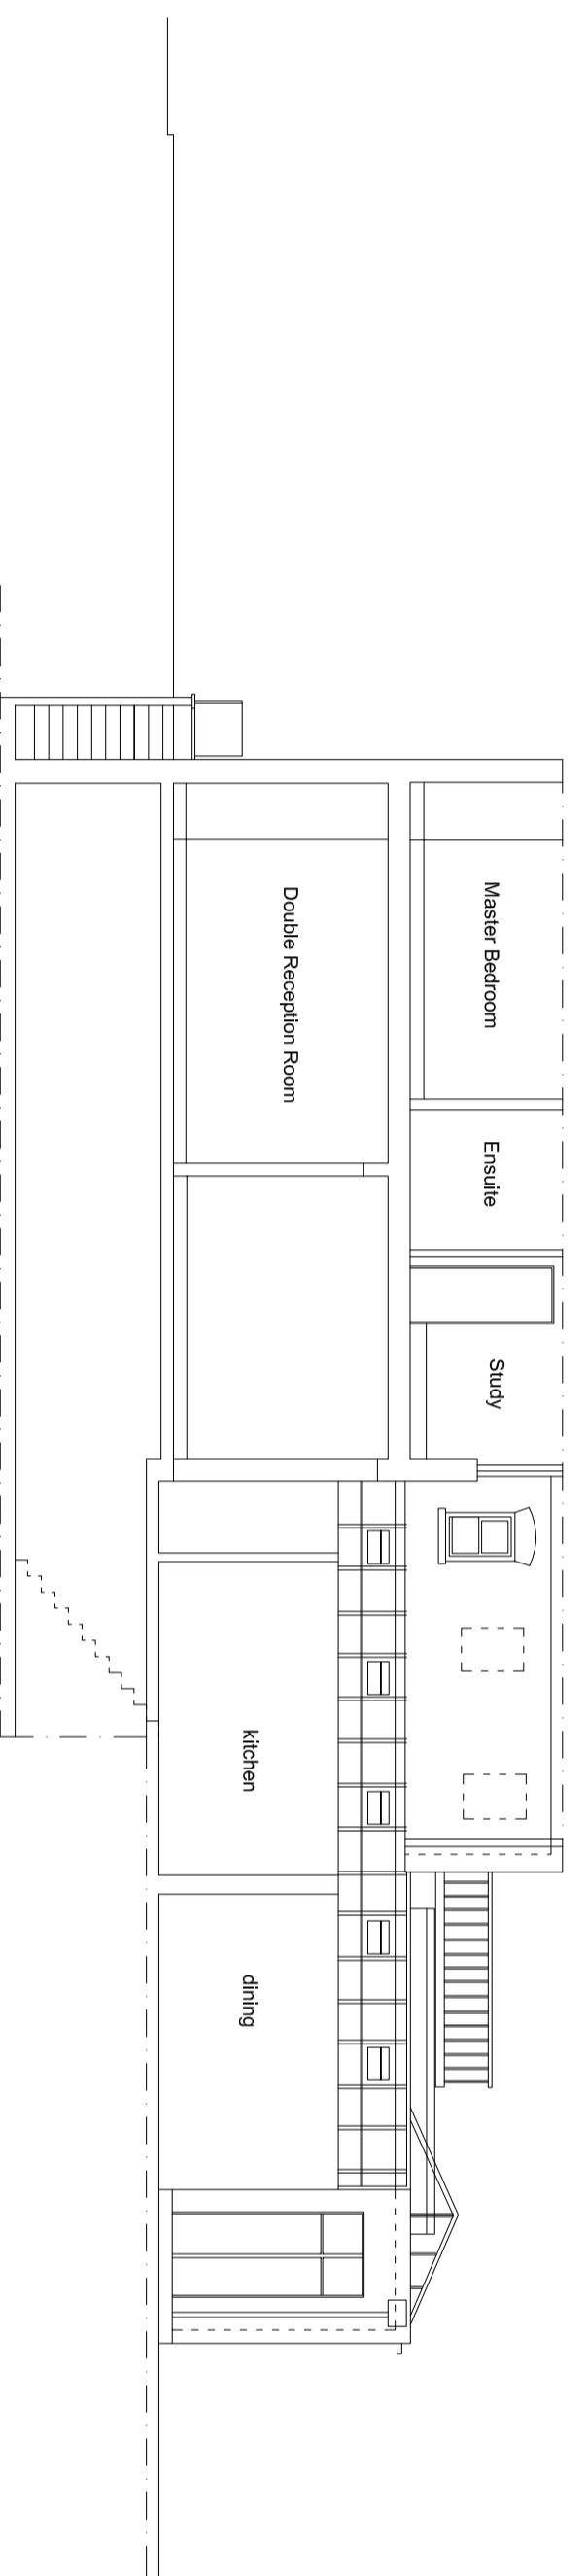 Master Bedroom
Ensuite
Study
Double Reception Room
kitchen
dining